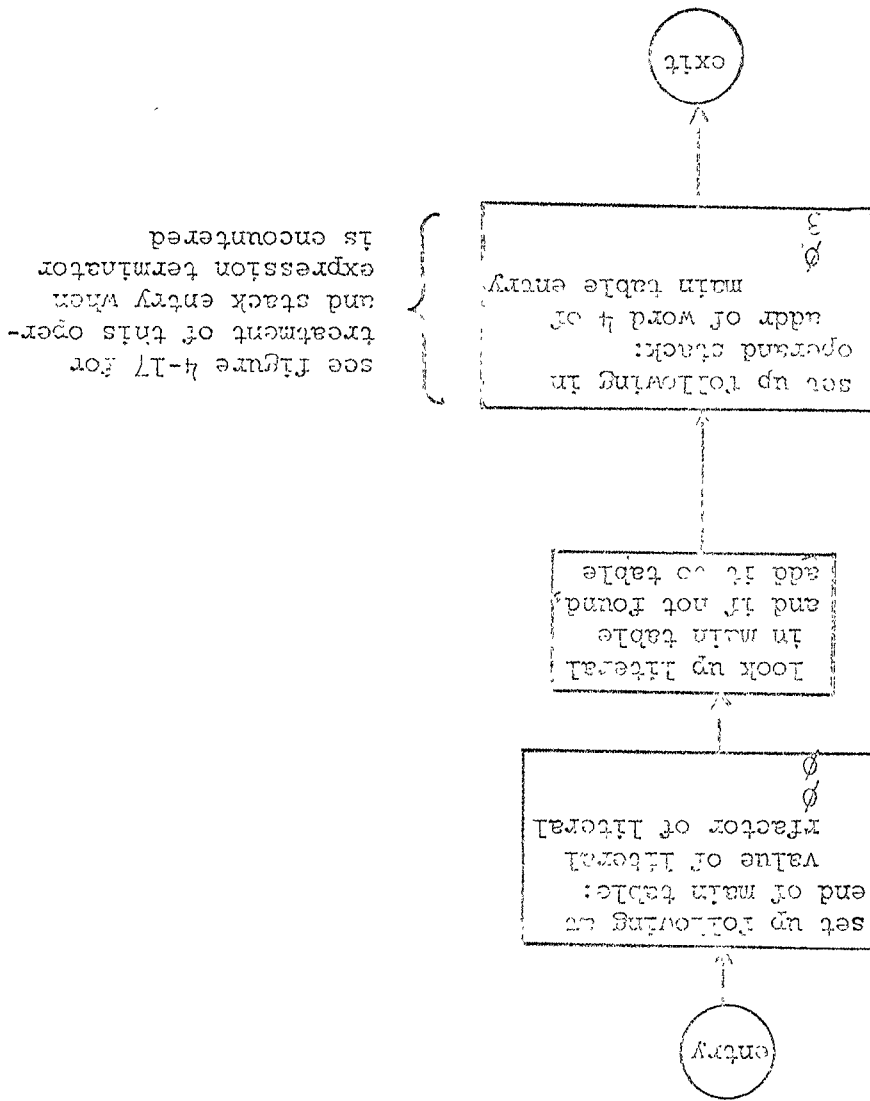 entry
set up following at
end of main table:
value of literal
rfactor of literal
Ø
Ø
look up literal
in main table
and if not found,
add it to table
set up following in
operand stack:
addr of word 4 of
main table entry
Ø
3
see figure 4-17 for
treatment of this oper-
and stack entry when
expression terminator
is encountered
exit